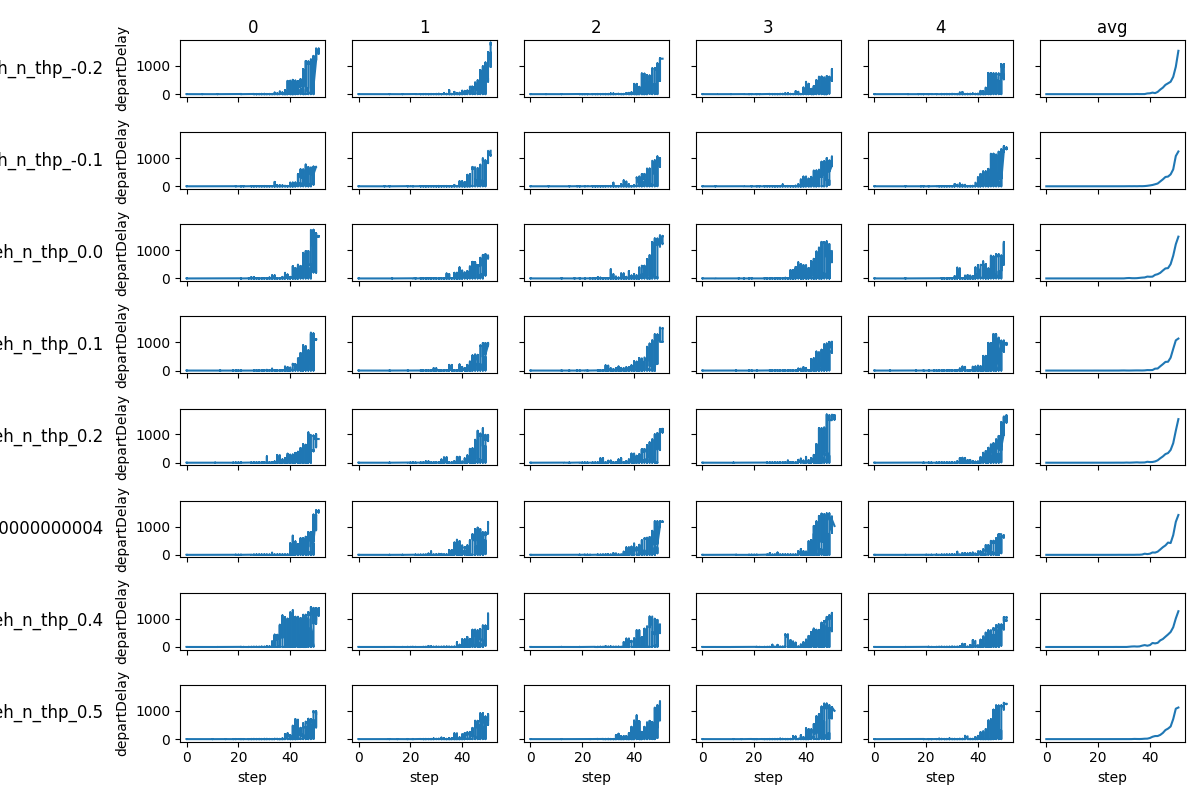 0 1 2 3 4 avg
h_n_thp_-0.2 departDelay 1000 0
h_n_thp_-0.1 departDelay 1000 0
eh_n_thp_0.0 departDelay 1000 0
eh_n_thp_0.1 departDelay 1000 0
eh_n_thp_0.2 departDelay 1000 0
0000000004 departDelay 1000 0
eh_n_thp_0.4 departDelay 1000 0
eh_n_thp_0.5 departDelay 1000 0
0 20 40 0 20 40 0 20 40 0 20 40 0 20 40 0 20 40
step step step step step step